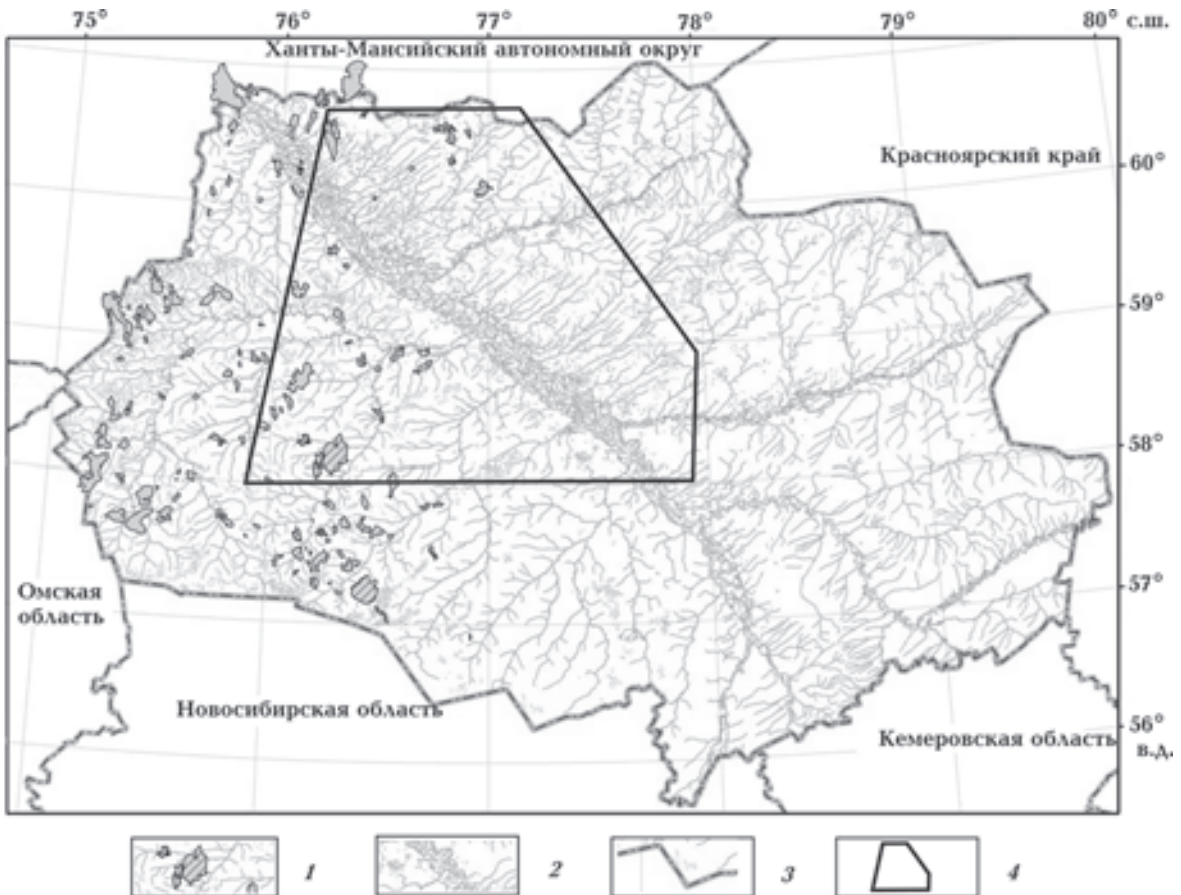 75° 76° 77° 78° 79° 80° с.ш.
Ханты-Мансийский автономный округ
Красноярский край
60°
59°
58°
57°
Омская
область
Новосибирская область
56°
Кемеровская область
в.д.
1 2 3 4